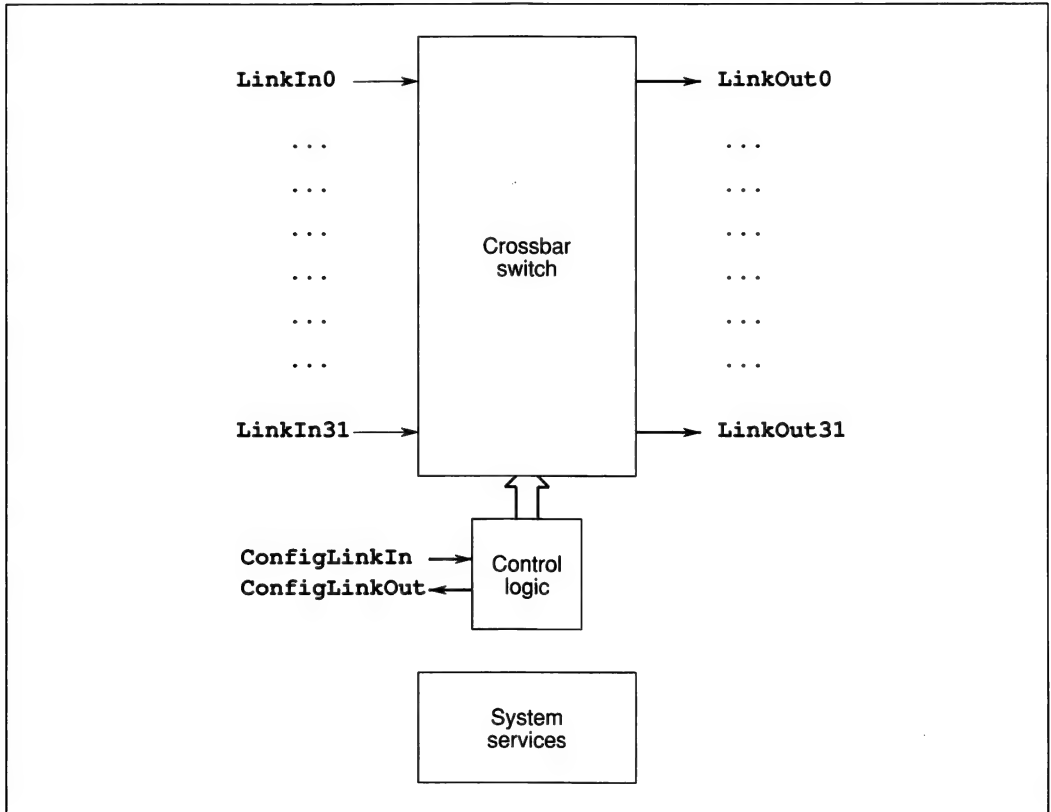 LinkIn0 LinkOut0
... ...
... ...
... ...
... ...
... ...
... ...
Crossbar
switch
LinkIn31 LinkOut31
ConfigLinkIn
ConfigLinkOut
Control
logic
System
services